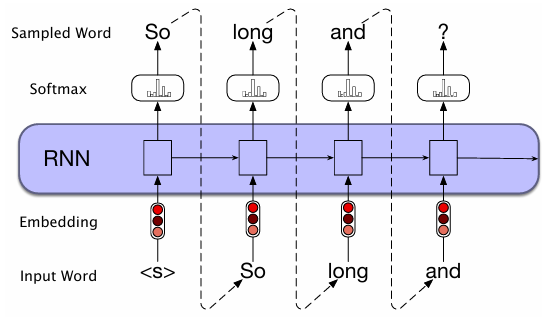 Sampled Word So long and ?
Softmax
RNN
Embedding
Input Word <s> So long and